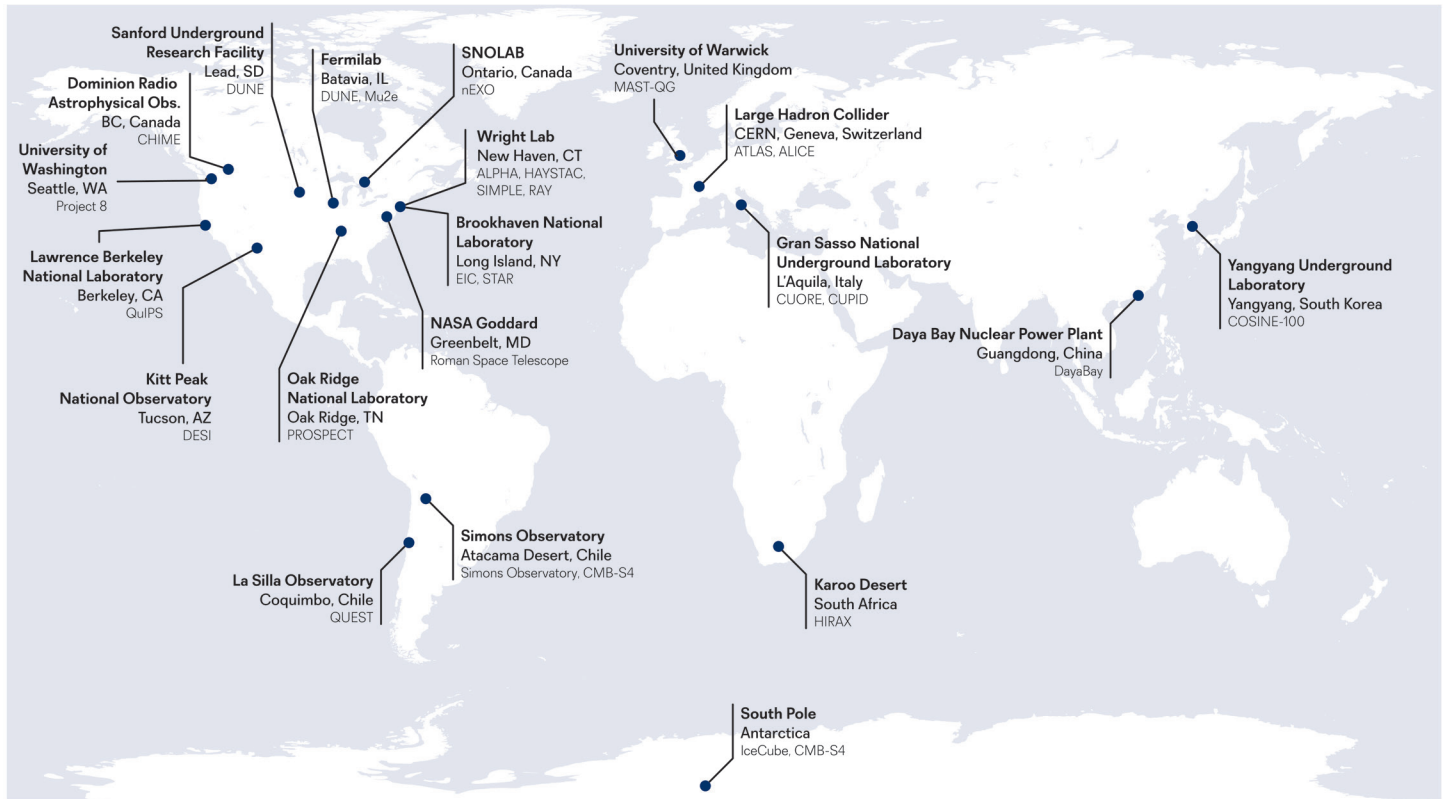 Sanford Underground
Research Facility
Lead, SD
DUNE
Fermilab
Batavia, IL
DUNE, Mu2e
SNOLAB
Ontario, Canada
nEXO
Dominion Radio
Astrophysical Obs.
BC, Canada
CHIME
University of
Washington
Seattle, WA
Project 8
Wright Lab
New Haven, CT
ALPHA, HAYSTAC,
SIMPLE, RAY
Brookhaven National
Laboratory
Long Island, NY
EIC, STAR
Lawrence Berkeley
National Laboratory
Berkeley, CA
QuIPS
NASA Goddard
Greenbelt, MD
Roman Space Telescope
Kitt Peak
National Observatory
Tucson, AZ
DESI
Oak Ridge
National Laboratory
Oak Ridge, TN
PROSPECT
University of Warwick
Coventry, United Kingdom
MAST-QG
Large Hadron Collider
CERN, Geneva, Switzerland
ATLAS, ALICE
Gran Sasso National
Underground Laboratory
L'Aquila, Italy
CUORE, CUPID
Yangyang Underground
Laboratory
Yangyang, South Korea
COSINE-100
Daya Bay Nuclear Power Plant
Guangdong, China
DayaBay
Simons Observatory
Atacama Desert, Chile
Simons Observatory, CMB-S4
La Silla Observatory
Coquimbo, Chile
QUEST
Karoo Desert
South Africa
HIRAX
South Pole
Antarctica
IceCube, CMB-S4